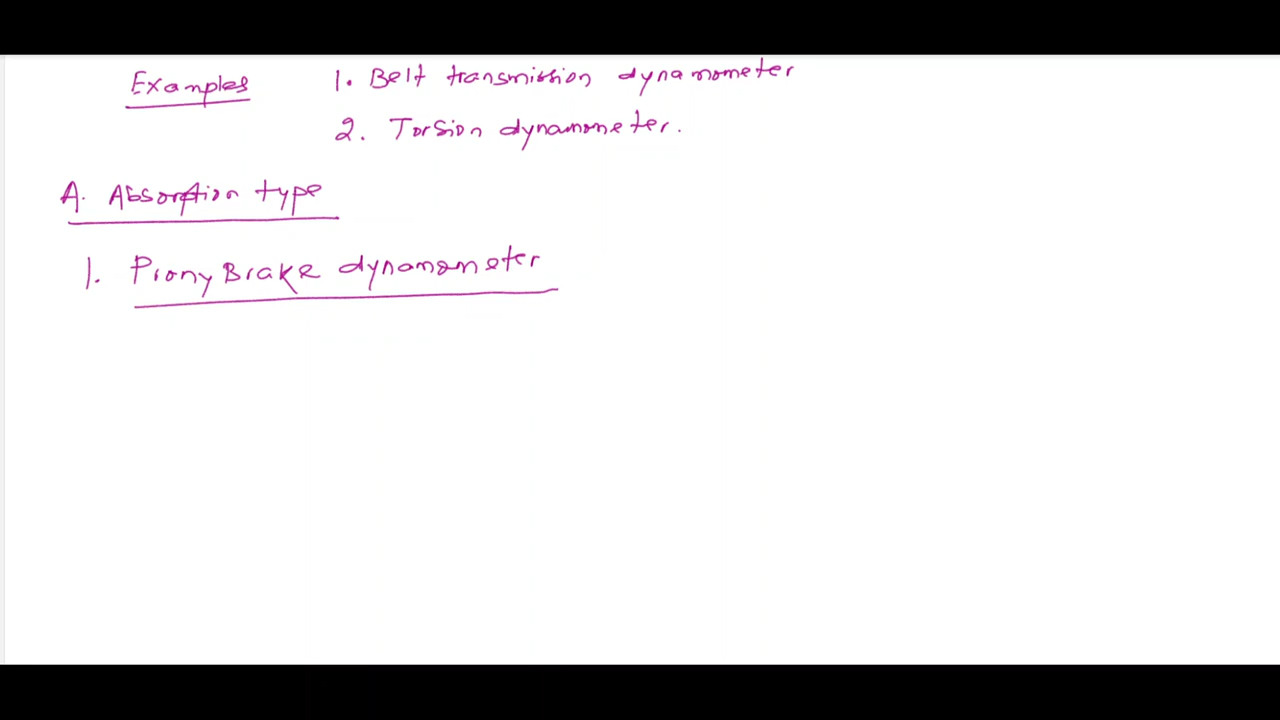 Examples 1. Belt transmission dynamometer
2. Torsion dynamometer.
A. Absorption type
1. Prony Brake dynamometer